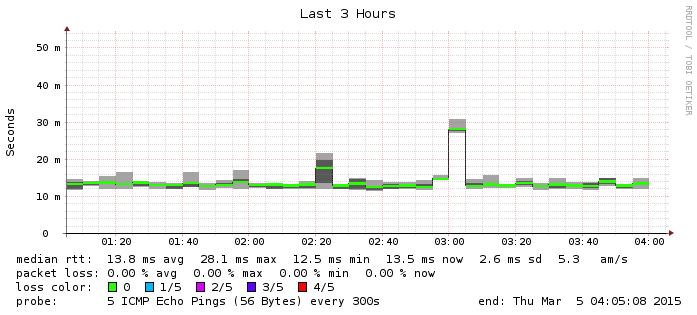 Last 3 Hours
RRDTOOL / TOBI OETIKER
Seconds
50 m
40 m
30 m
20 m
10 m
0
01:20 01:40 02:00 02:20 02:40 03:00 03:20 03:40 04:00
median rtt: 13.8 ms avg 28.1 ms max 12.5 ms min 13.5 ms now 2.6 ms sd 5.3 am/s
packet loss: 0.00 % avg 0.00 % max 0.00 % min 0.00 % now
loss color: 0 1/5 2/5 3/5 4/5
probe: 5 ICMP Echo Pings (56 Bytes) every 300s end: Thu Mar 5 04:05:08 2015